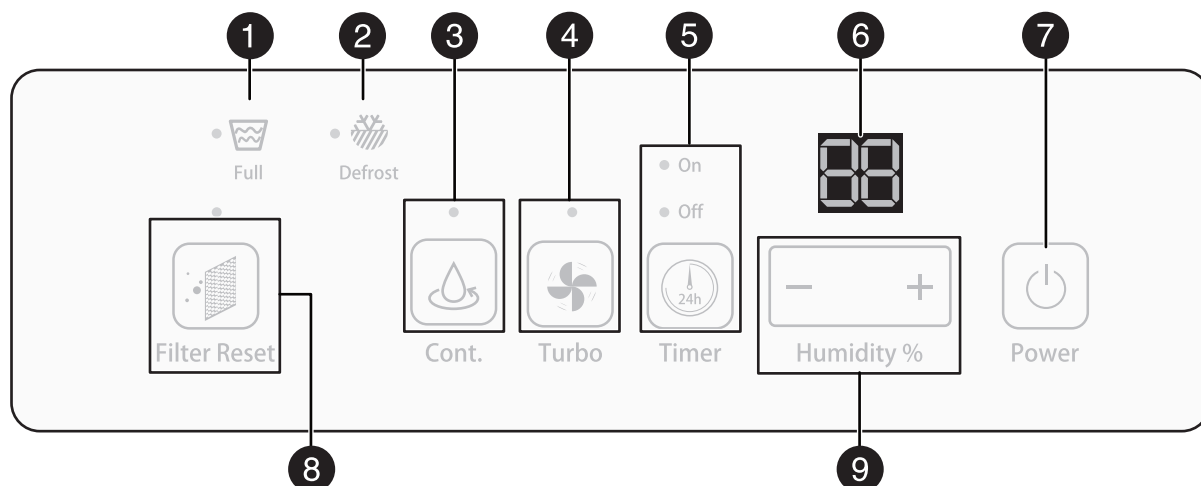 1 2 3 4 5 6 7
Full Defrost
On
Off
88
24h
− +
Filter Reset Cont. Turbo Timer Humidity % Power
8 9